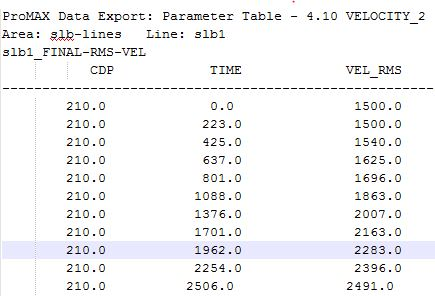 ProMAX Data Export: Parameter Table - 4.10 VELOCITY_2
Area: slb-lines   Line: slb1
slb1_FINAL-RMS-VEL
CDP TIME VEL_RMS
------------------------------------------------------
210.0 0.0 1500.0
210.0 223.0 1500.0
210.0 425.0 1540.0
210.0 637.0 1625.0
210.0 801.0 1696.0
210.0 1088.0 1863.0
210.0 1376.0 2007.0
210.0 1701.0 2163.0
210.0 1962.0 2283.0
210.0 2254.0 2396.0
210.0 2506.0 2491.0